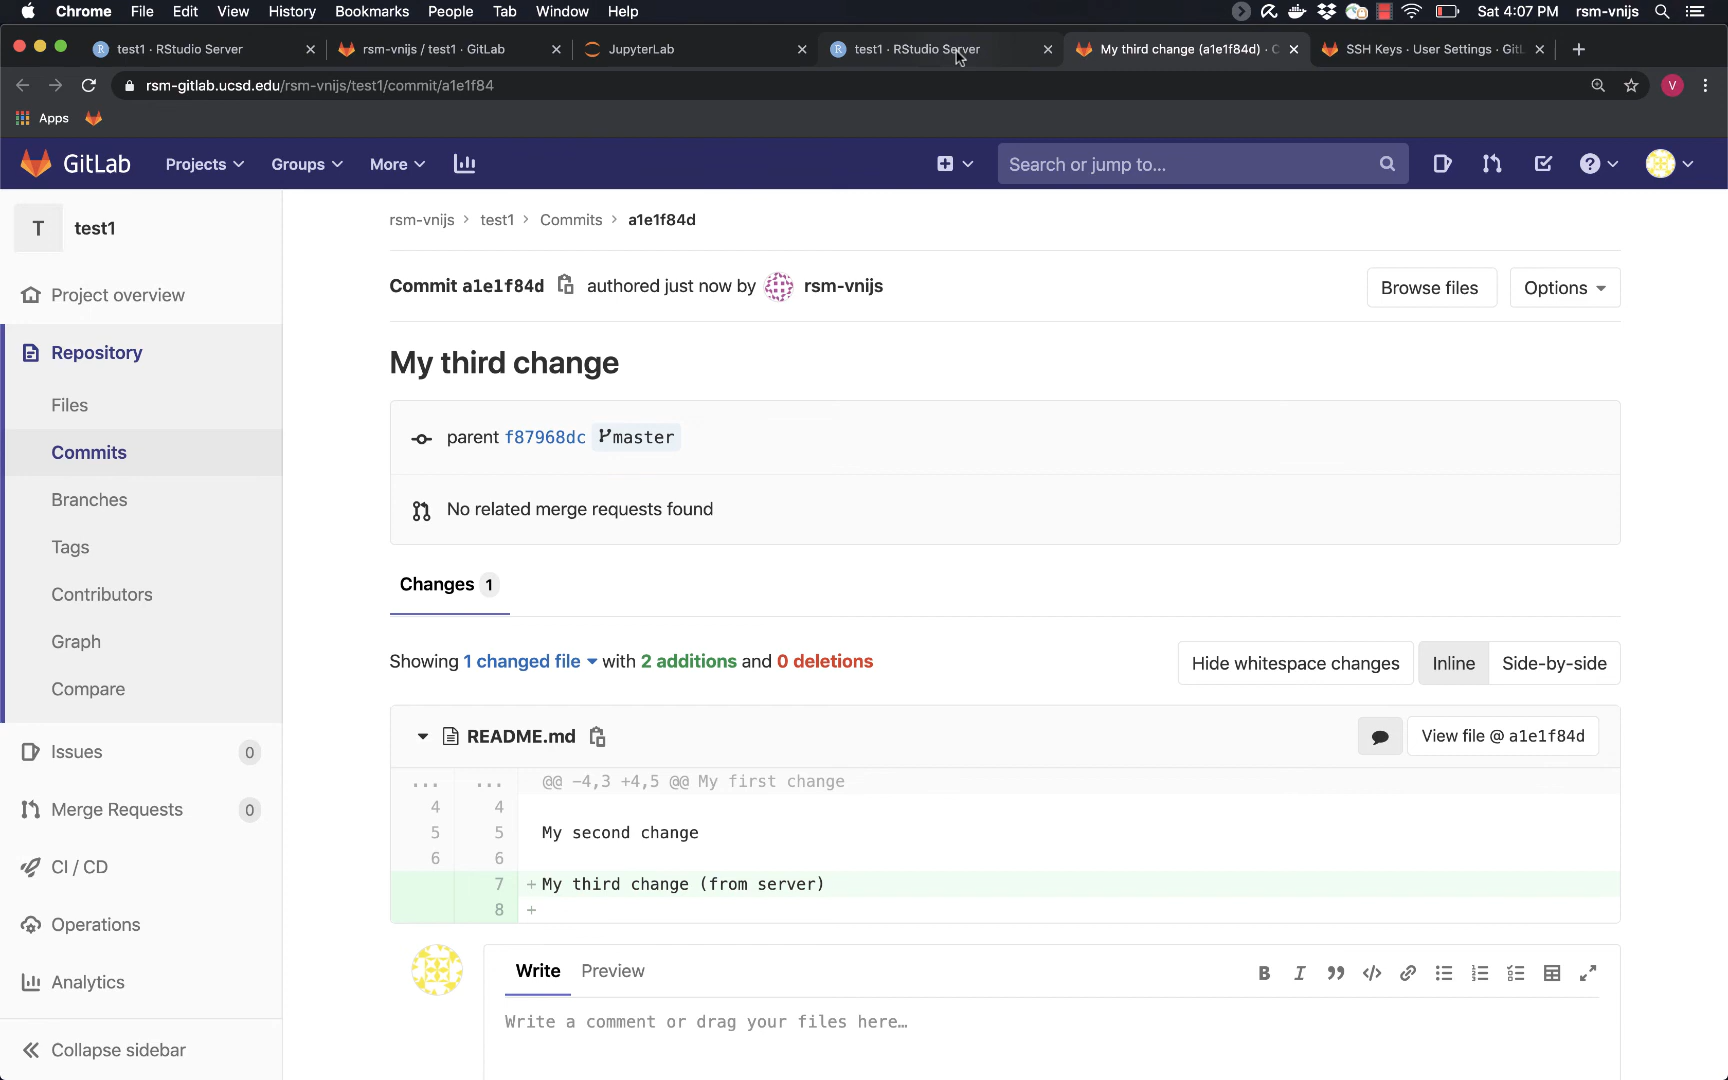 Chrome File Edit View History Bookmarks People Tab Window Help Sat 4:07 PM rsm-vnijs
test1 · RStudio Server rsm-vnijs / test1 · GitLab JupyterLab test1 · RStudio Server My third change (a1e1f84d) · C SSH Keys · User Settings · GitL
rsm-gitlab.ucsd.edu/rsm-vnijs/test1/commit/a1e1f84 V
Apps
GitLab Projects Groups More Search or jump to...
T test1
rsm-vnijs > test1 > Commits > a1e1f84d
Commit a1e1f84d authored just now by rsm-vnijs Browse files Options
Project overview
Repository
My third change
Files
parent f87968dc master
Commits
Branches
No related merge requests found
Tags
Changes 1
Contributors
Graph
Showing 1 changed file with 2 additions and 0 deletions Hide whitespace changes Inline Side-by-side
Compare
README.md View file @ a1e1f84d
Issues 0
... ... @@ -4,3 +4,5 @@ My first change
4 4
Merge Requests 0
5 5 My second change
6 6
CI / CD
7 + My third change (from server)
8 +
Operations
Write Preview
Analytics
Write a comment or drag your files here…
Collapse sidebar